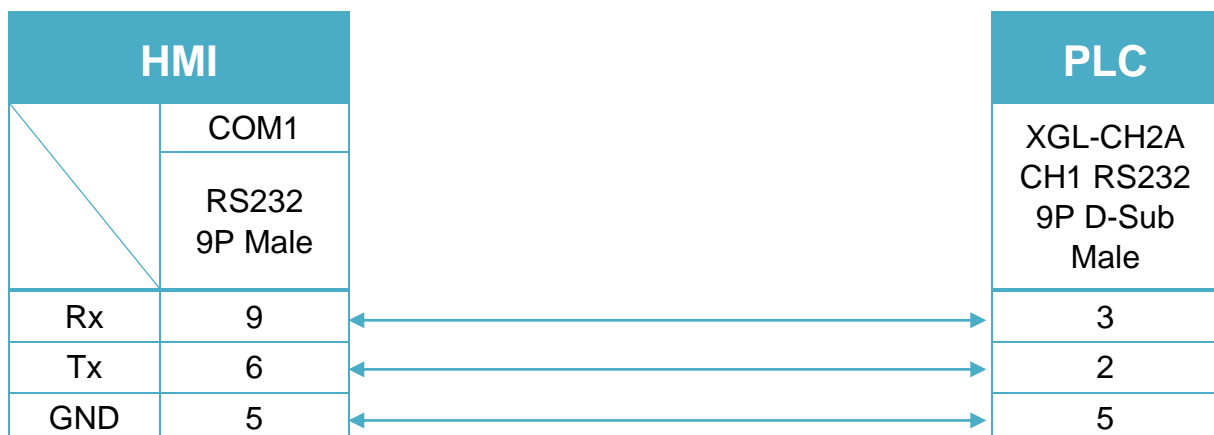 HMI
PLC
COM1
RS232
9P Male
XGL-CH2A
CH1 RS232
9P D-Sub
Male
Rx 9 3
Tx 6 2
GND 5 5